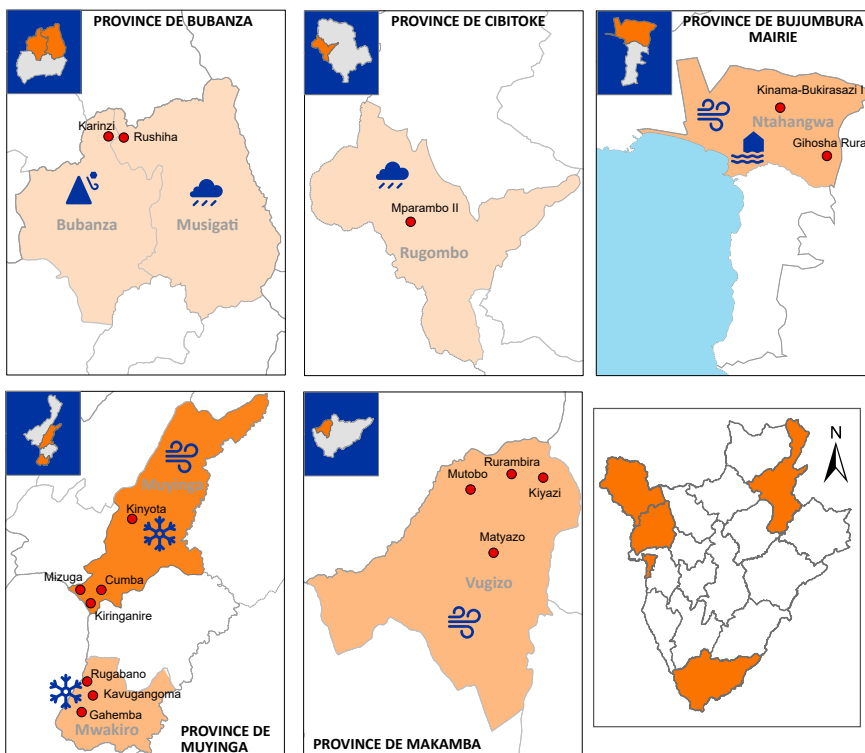 PROVINCE DE BUBANZA
Karinzi
Rushiha
Bubanza
Musigati
PROVINCE DE CIBITOKE
Mparambo II
Rugombo
PROVINCE DE BUJUMBURA
MAIRIE
Kinama-Bukirasazi I
Ntahangwa
Gihosha Rura
Muyinga
Kinyota
Mizuga
Cumba
Kiringanire
Rugabano
Kavugangoma
Gahemba
Mwakiro
PROVINCE DE
MUYINGA
Rurambira
Mutobo
Kiyazi
Matyazo
Vugizo
PROVINCE DE MAKAMBA
N